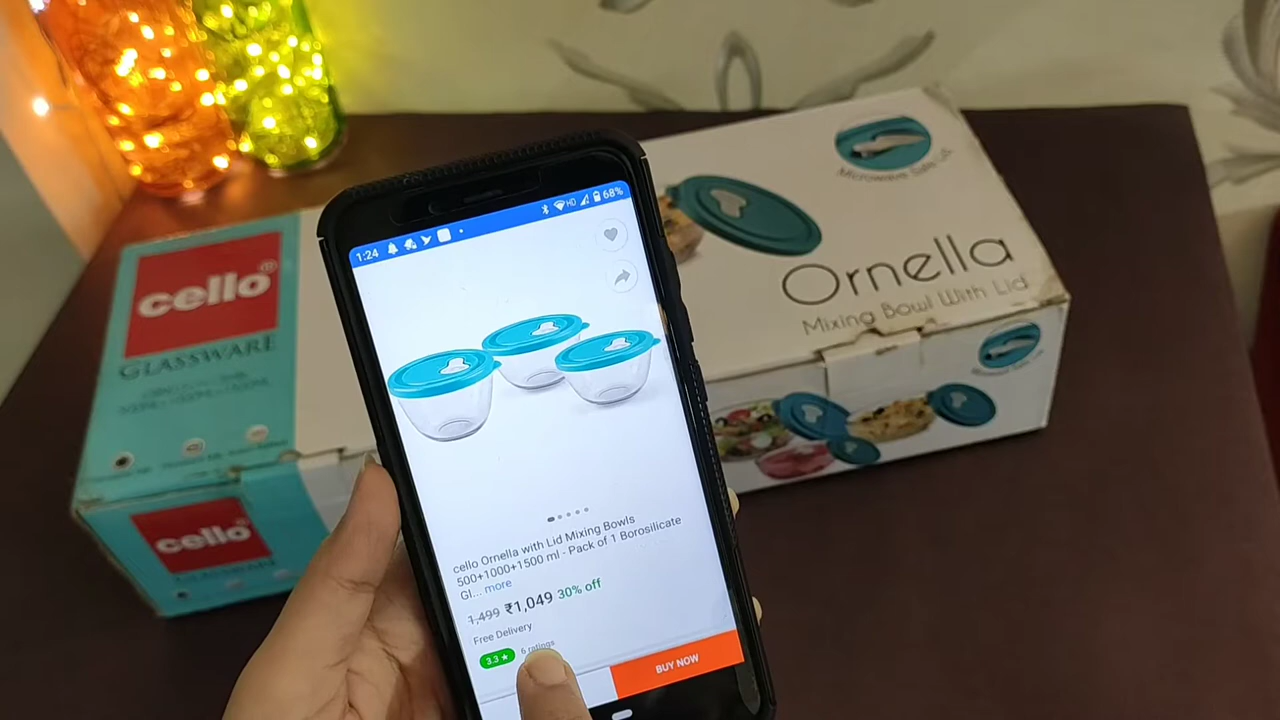 cello®
GLASSWARE
cello
GLASSWARE
Microwave Safe Lid
Ornella
Mixing Bowl With Lid
1:24
HD
68%
cello Ornella with Lid Mixing Bowls
500+1000+1500 ml - Pack of 1 Borosilicate
Gl... more
1,499 ₹1,049 30% off
Free Delivery
3.3 ★ 6 ratings
BUY NOW